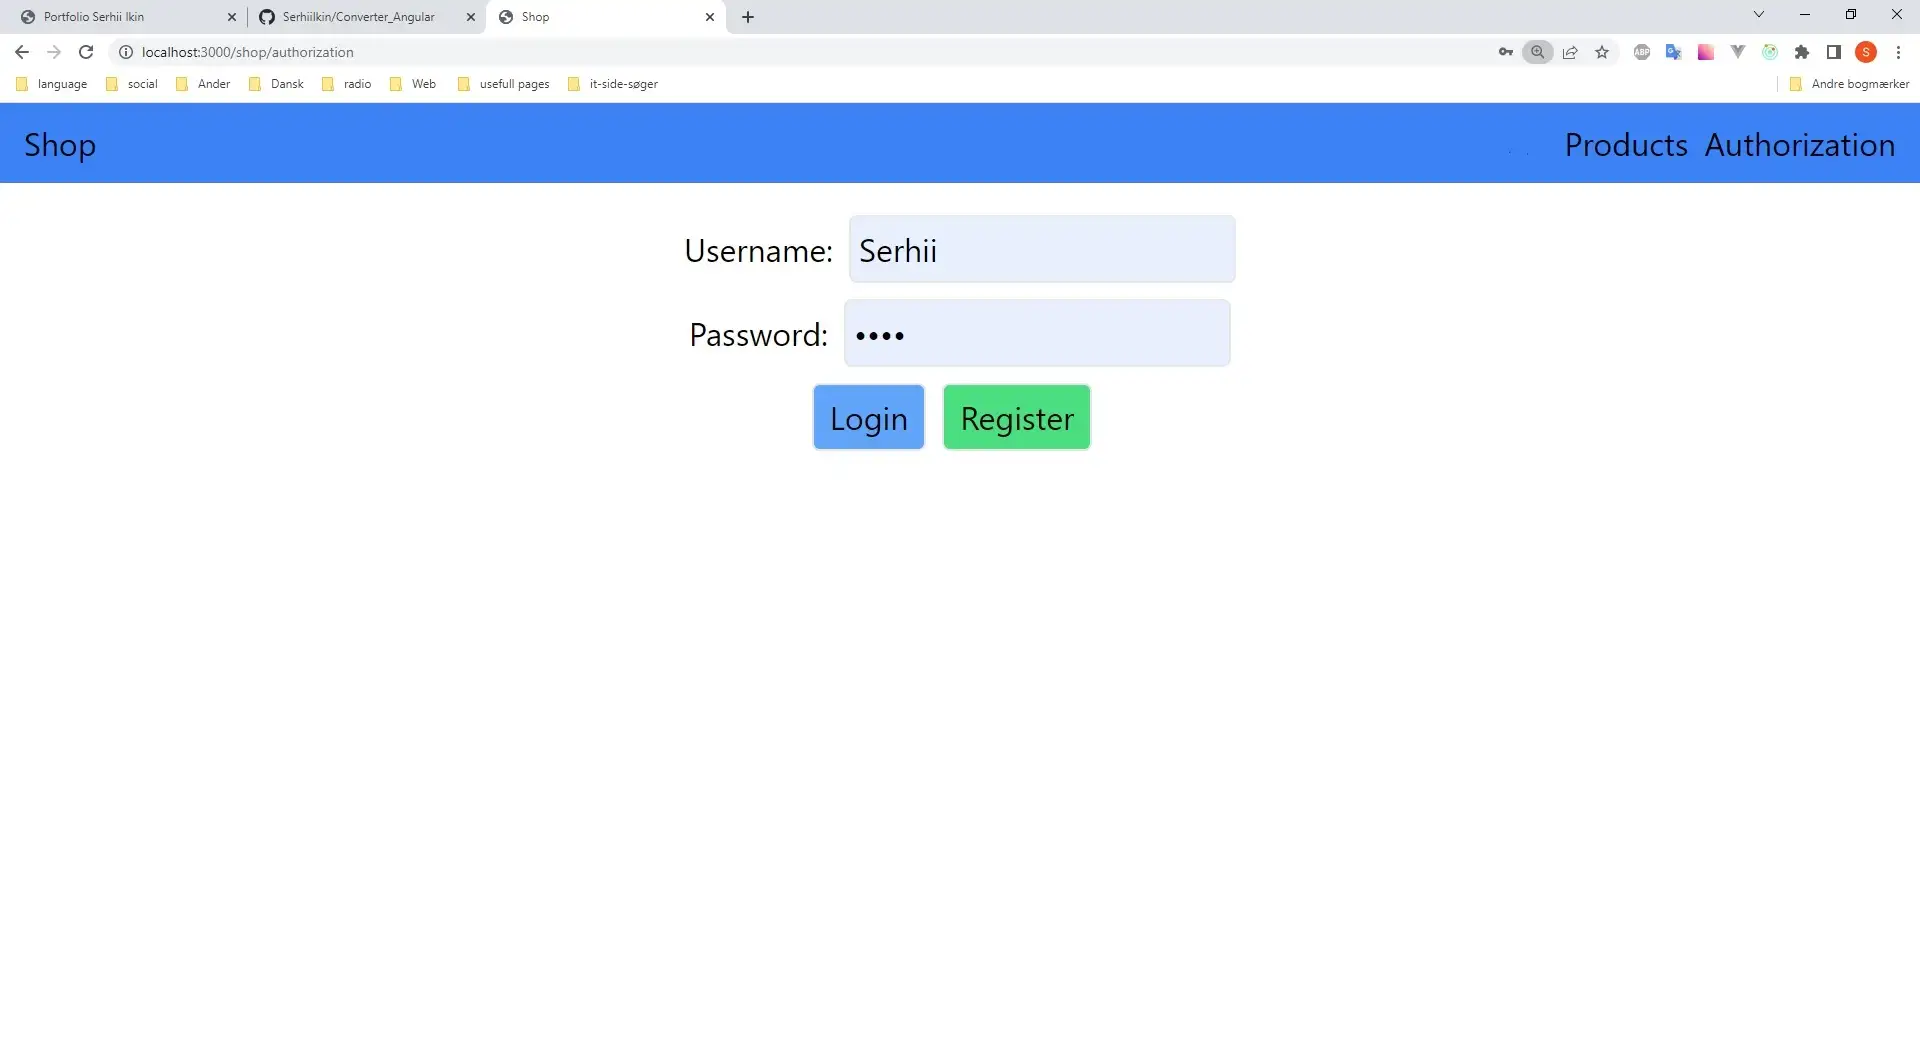 Portfolio Serhii Ikin
SerhiiIkin/Converter_Angular
Shop
localhost:3000/shop/authorization
ABP
S
language
social
Ander
Dansk
radio
Web
usefull pages
it-side-søger
Andre bogmærker
Shop
Products
Authorization
Username: Serhii
Password: ••••
Login
Register